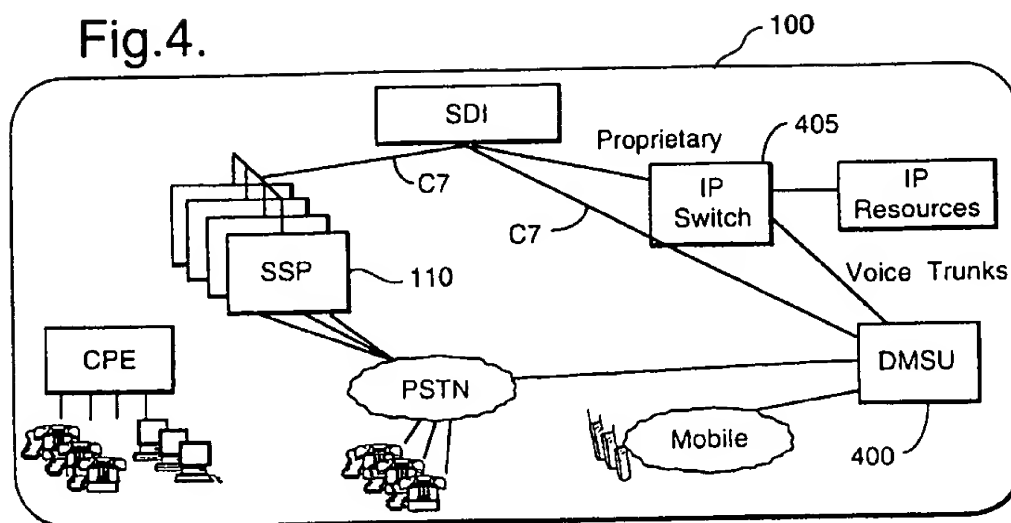 Fig.4.
100
SDI
Proprietary
405
C7
IP
Switch
IP
Resources
C7
SSP
110
Voice Trunks
CPE
PSTN
DMSU
Mobile
400